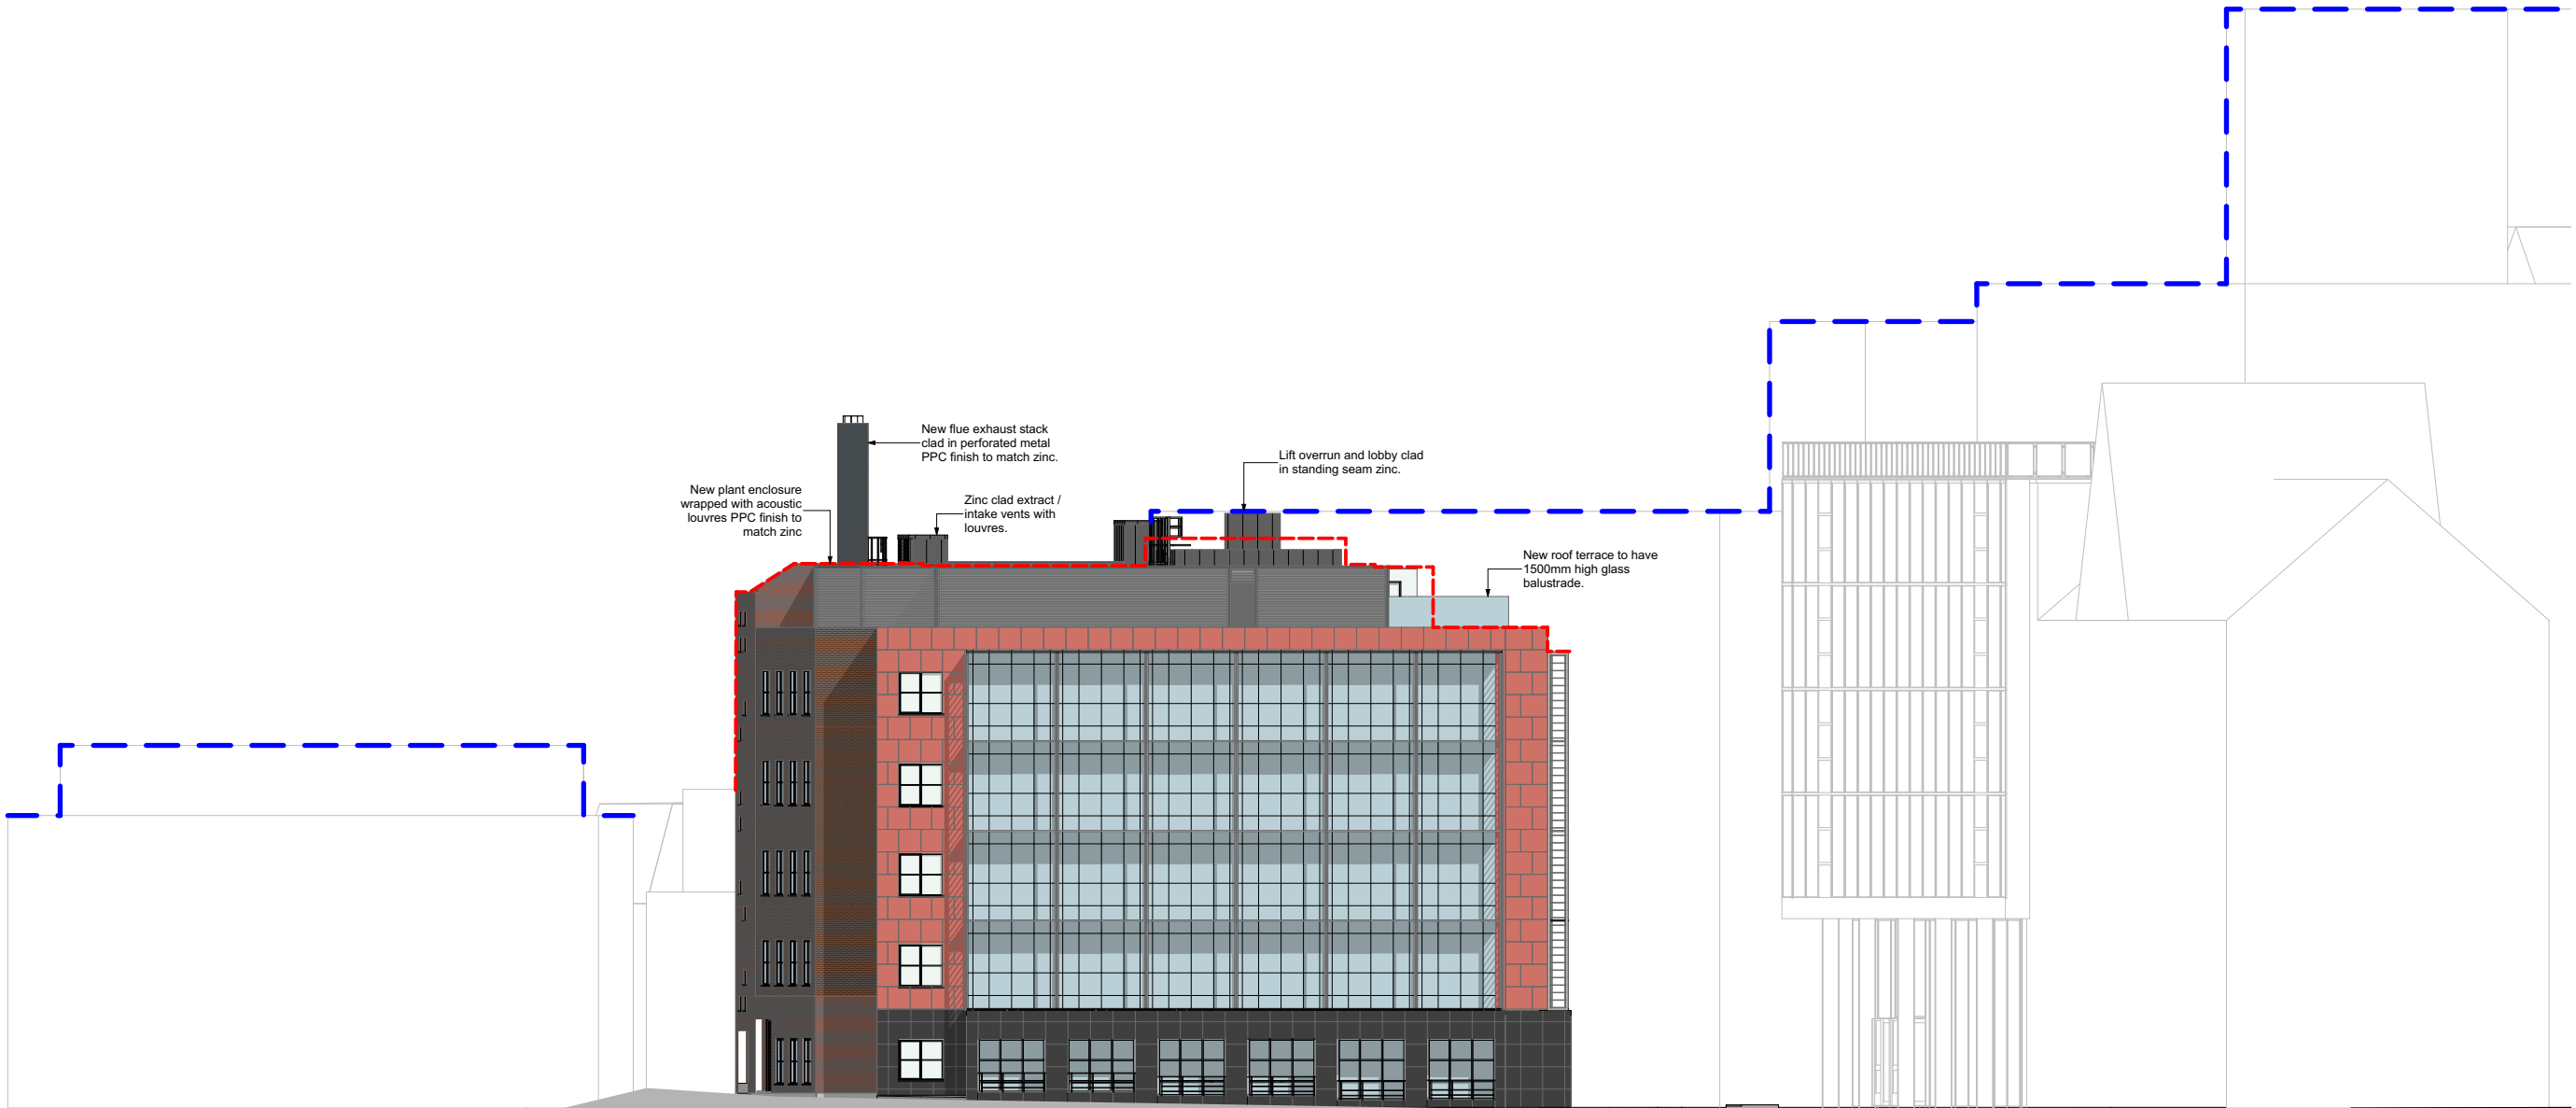 New flue exhaust stack
clad in perforated metal
PPC finish to match zinc.
Lift overrun and lobby clad
in standing seam zinc.
New plant enclosure
wrapped with acoustic
louvres PPC finish to
match zinc
Zinc clad extract /
intake vents with
louvres.
New roof terrace to have
1500mm high glass
balustrade.